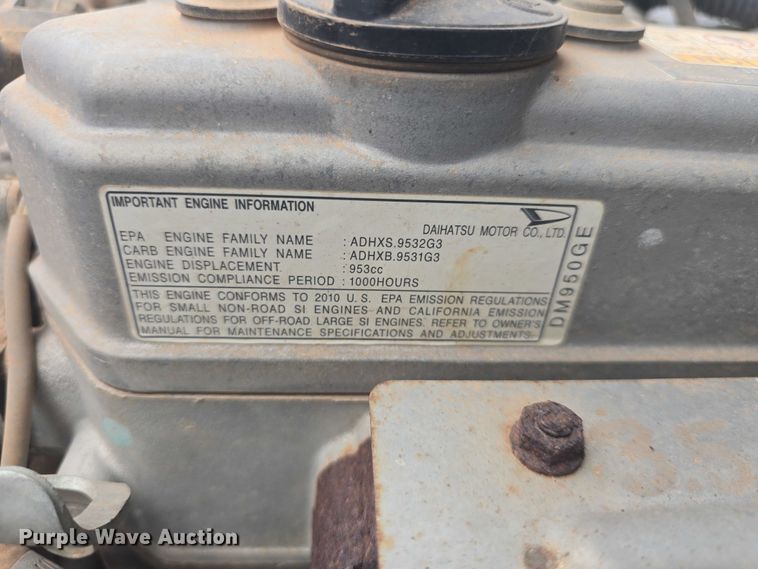 IMPORTANT ENGINE INFORMATION
DAIHATSU MOTOR CO., LTD.
EPA ENGINE FAMILY NAME : ADHXS.9532G3
CARB ENGINE FAMILY NAME : ADHXB.9531G3
ENGINE DISPLACEMENT : 953cc
EMISSION COMPLIANCE PERIOD : 1000HOURS
THIS ENGINE CONFORMS TO 2010 U.S. EPA EMISSION REGULATIONS
FOR SMALL NON-ROAD SI ENGINES AND CALIFORNIA EMISSION
REGULATIONS FOR OFF-ROAD LARGE SI ENGINES. REFER TO OWNER'S
MANUAL FOR MAINTENANCE SPECIFICATIONS AND ADJUSTMENTS.
DM950GE
Purple Wave Auction